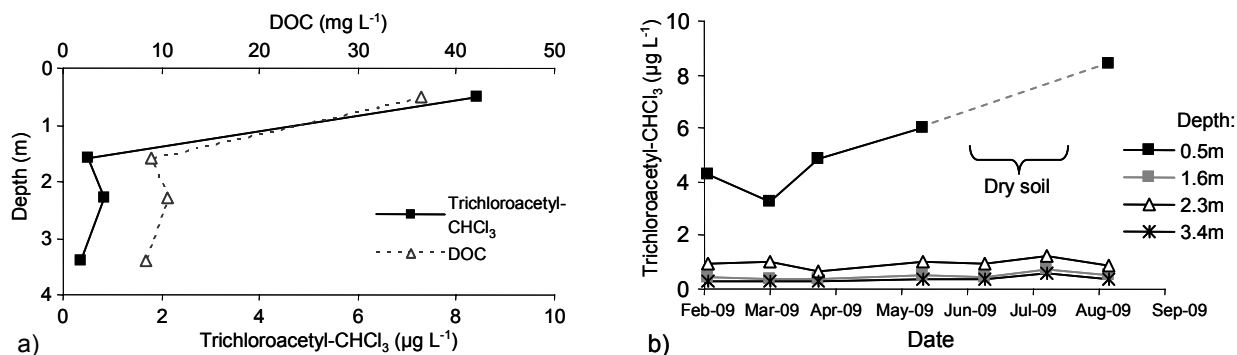 DOC (mg L⁻¹)
0 10 20 30 40 50
0
1
2
3
4
Depth (m)
Trichloroacetyl-
CHCl₃
DOC
0 2 4 6 8 10
Trichloroacetyl-CHCl₃ (µg L⁻¹)
a)
Trichloroacetyl-CHCl₃ (µg L⁻¹)
10
8
6
4
2
0
Dry soil
Depth:
0.5m
1.6m
2.3m
3.4m
Feb-09 Mar-09 Apr-09 May-09 Jun-09 Jul-09 Aug-09 Sep-09
Date
b)